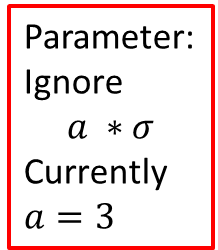 Parameter:
Ignore
a * σ
Currently
a = 3